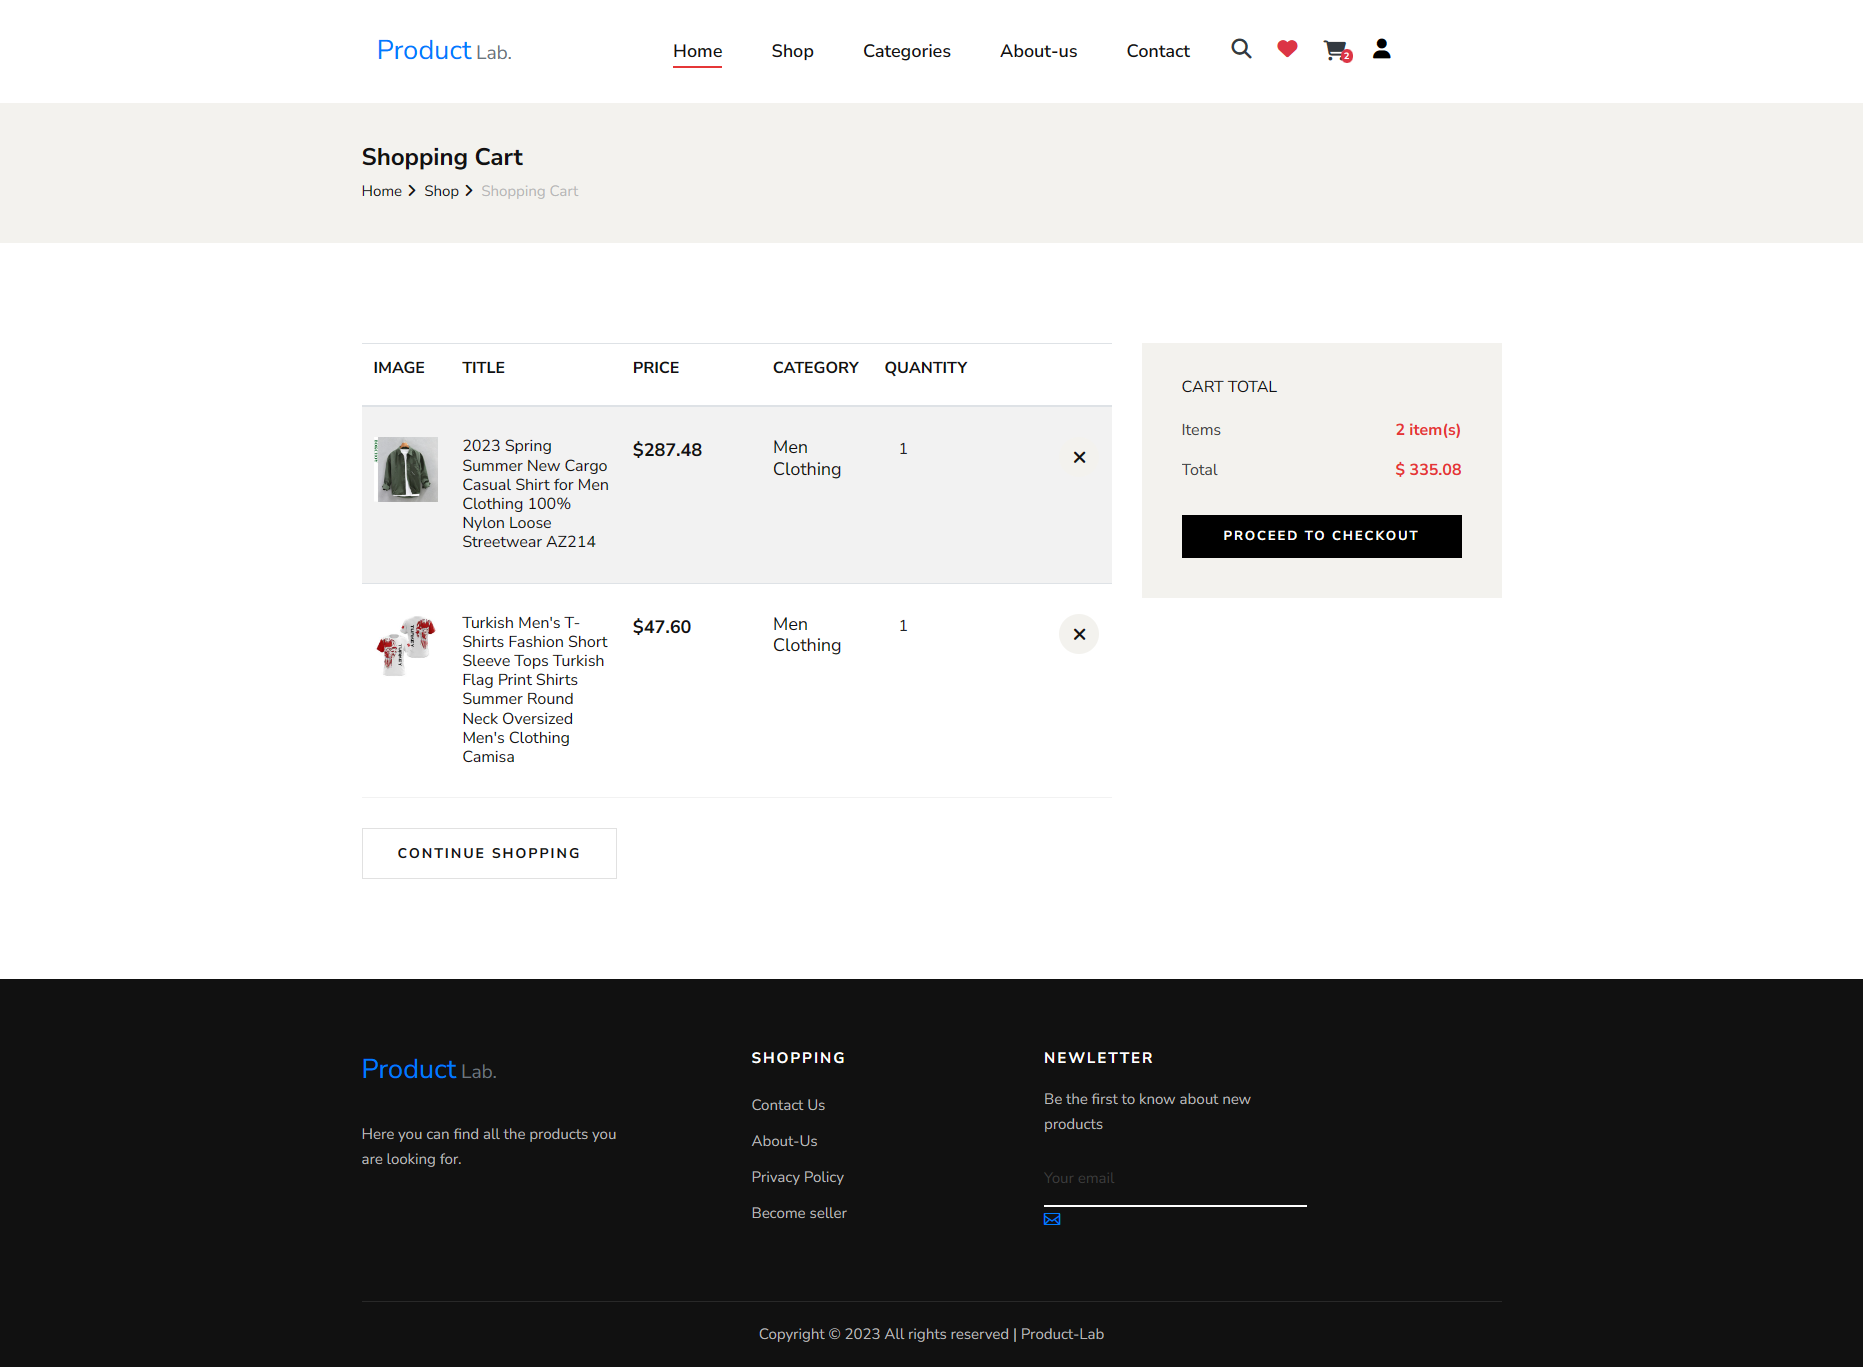 Product Lab.
Home
Shop
Categories
About-us
Contact
2
Shopping Cart
Home Shop Shopping Cart
IMAGE TITLE PRICE CATEGORY QUANTITY
2023 Spring
Summer New Cargo
Casual Shirt for Men
Clothing 100%
Nylon Loose
Streetwear AZ214
$287.48
Men
Clothing
1
Turkish Men's T-
Shirts Fashion Short
Sleeve Tops Turkish
Flag Print Shirts
Summer Round
Neck Oversized
Men's Clothing
Camisa
$47.60
Men
Clothing
1
CONTINUE SHOPPING
CART TOTAL
Items 2 item(s)
Total $ 335.08
PROCEED TO CHECKOUT
Product Lab.
Here you can find all the products you
are looking for.
SHOPPING
Contact Us
About-Us
Privacy Policy
Become seller
NEWLETTER
Be the first to know about new
products
Your email
Copyright © 2023 All rights reserved | Product-Lab